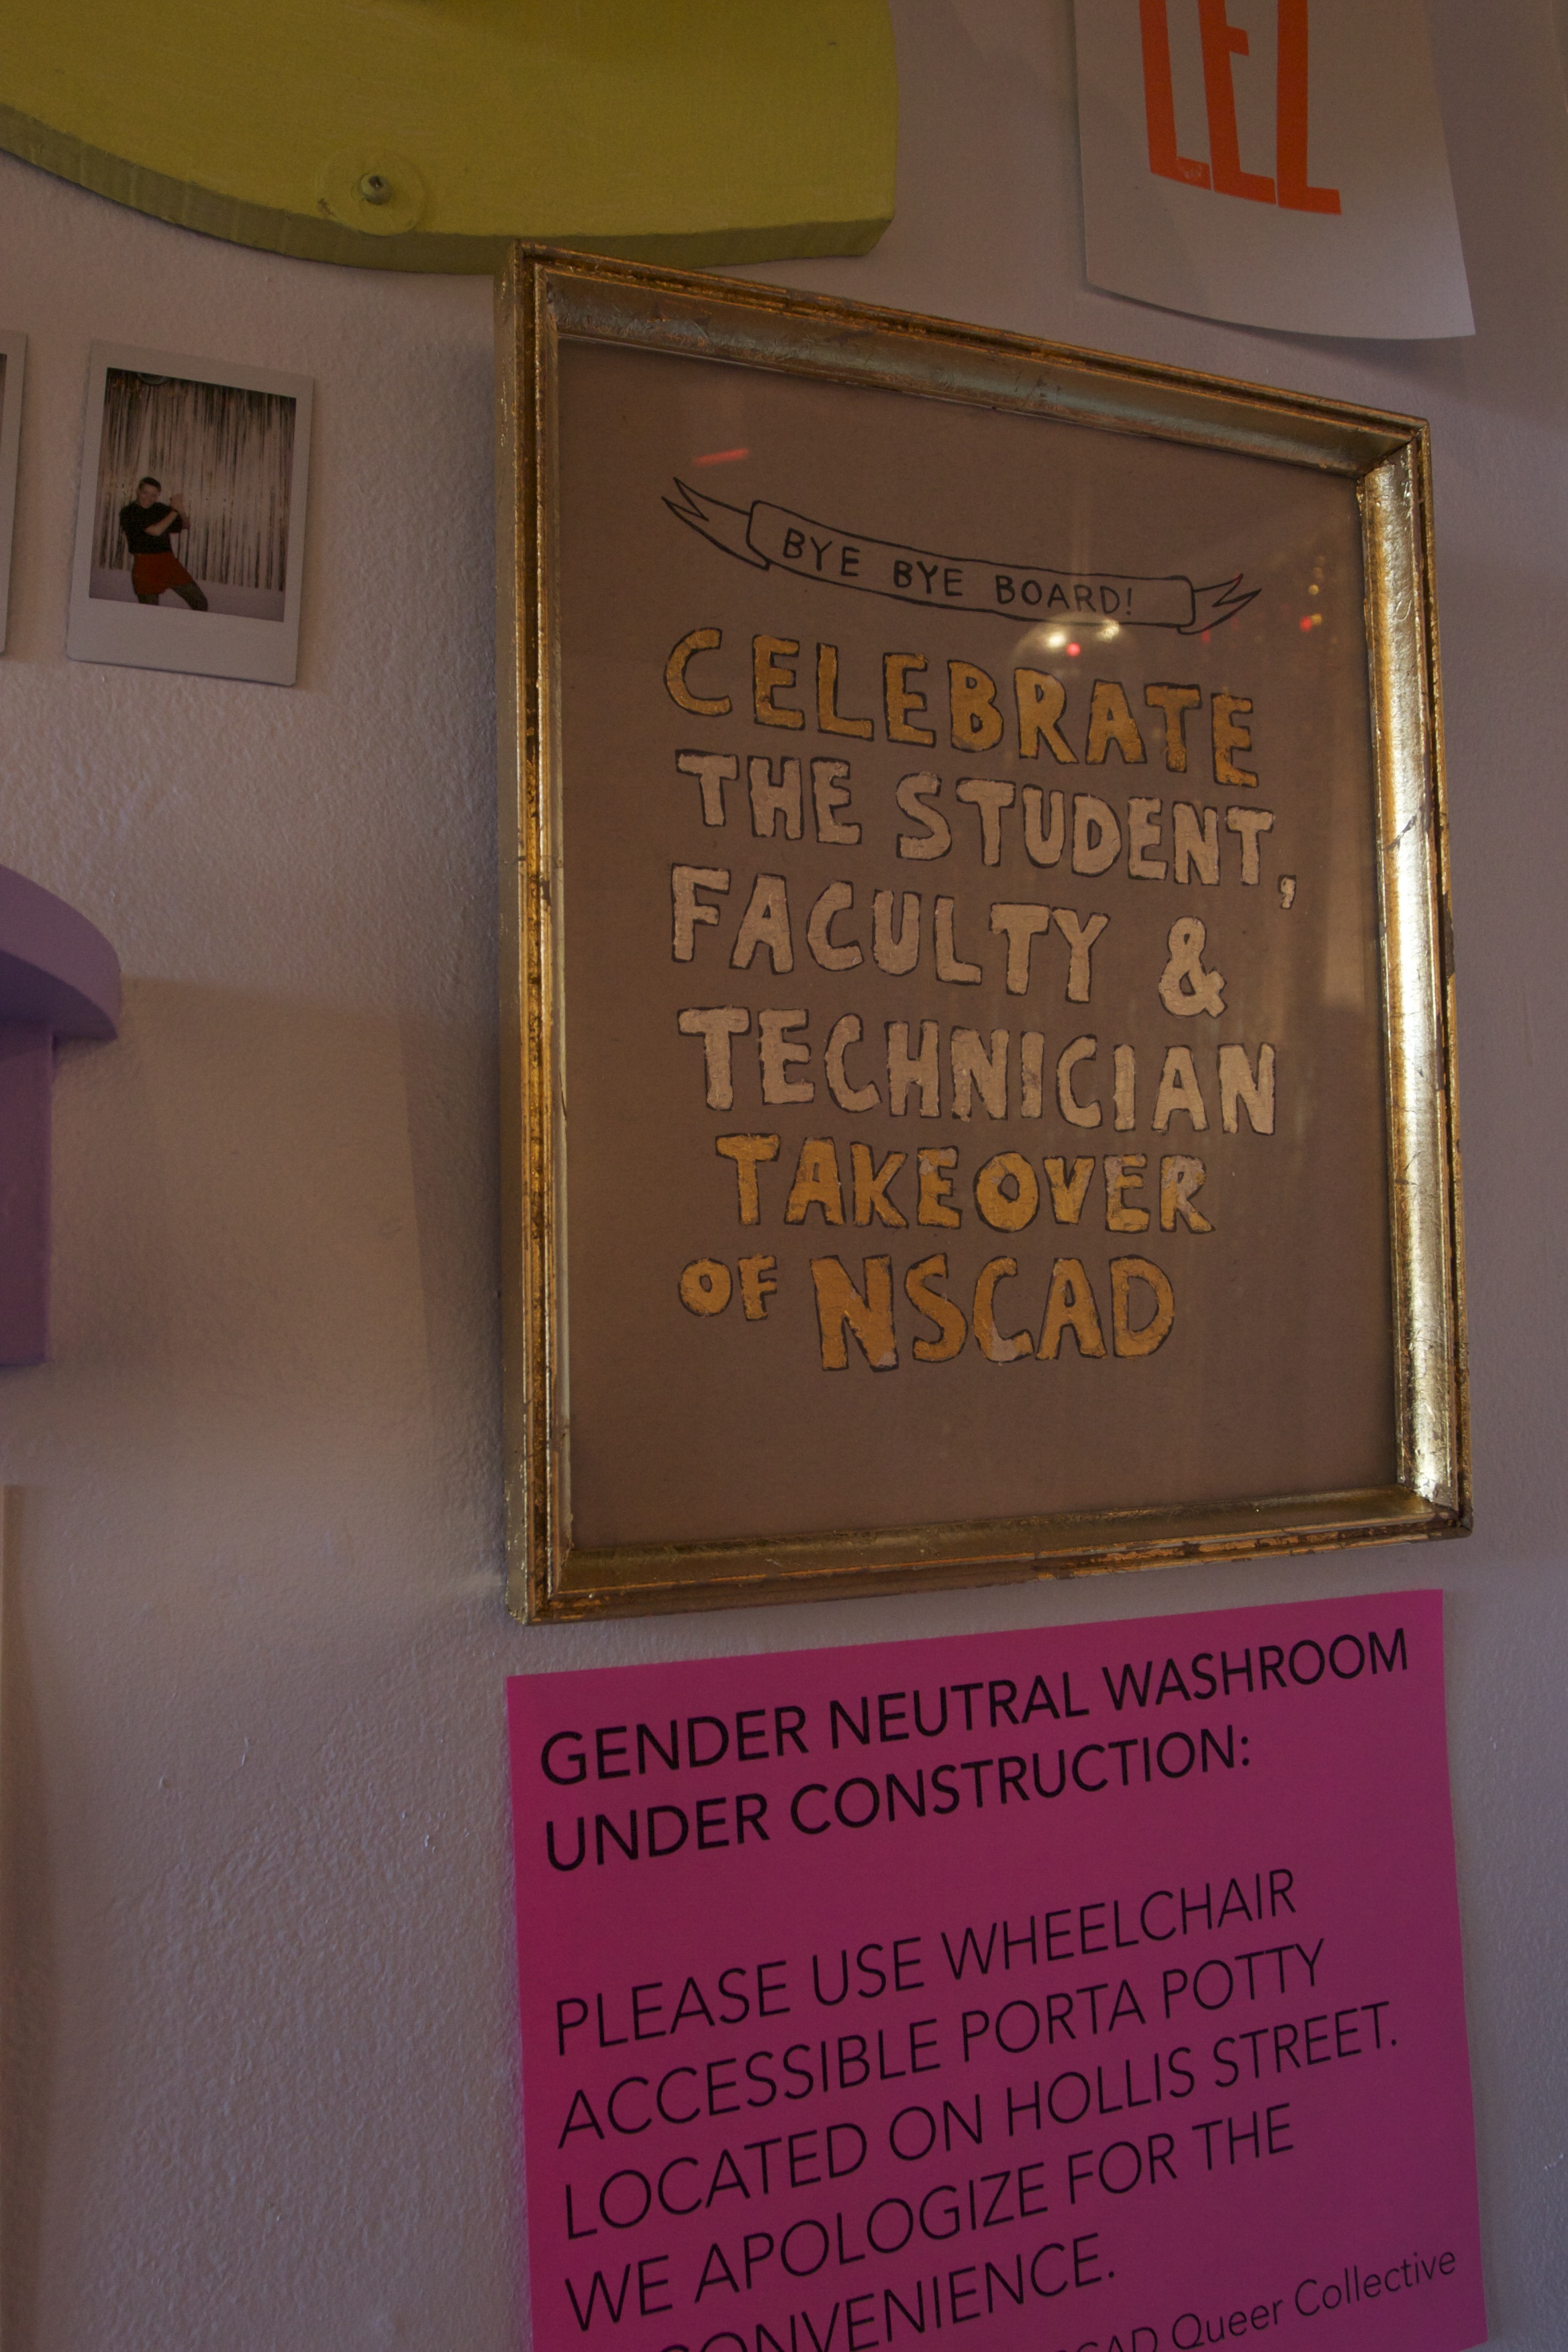 LEZ
BYE BYE BOARD!
CELEBRATE
THE STUDENT,
FACULTY &
TECHNICIAN
TAKEOVER
OF NSCAD
GENDER NEUTRAL WASHROOM
UNDER CONSTRUCTION:
PLEASE USE WHEELCHAIR
ACCESSIBLE PORTA POTTY
LOCATED ON HOLLIS STREET.
WE APOLOGIZE FOR THE
CONVENIENCE.
SCAD Queer Collective